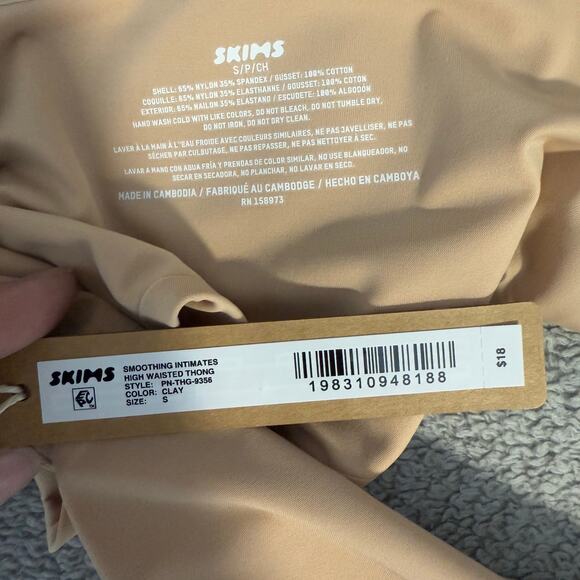 SKIMS
S/P/CH
SHELL: 65% NYLON 35% SPANDEX / GUSSET: 100% COTTON
COQUILLE: 65% NYLON 35% ELASTHANNE / GOUSSET: 100% COTON
EXTERIOR: 65% NAILON 35% ELASTANO / ESCUDETE: 100% ALGODÓN
HAND WASH COLD WITH LIKE COLORS, DO NOT BLEACH, DO NOT TUMBLE DRY,
DO NOT IRON, DO NOT DRY CLEAN.
LAVER À LA MAIN À L'EAU FROIDE AVEC COULEURS SIMILAIRES, NE PAS JAVELLISER, NE PAS
SÉCHER PAR CULBUTAGE, NE PAS REPASSER, NE PAS NETTOYER À SEC.
LAVAR A MANO CON AGUA FRÍA Y PRENDAS DE COLOR SIMILAR, NO USAR BLANQUEADOR, NO
SECAR EN SECADORA, NO PLANCHAR, NO LAVAR EN SECO.
MADE IN CAMBODIA / FABRIQUÉ AU CAMBODGE / HECHO EN CAMBOYA
RN 158973
SKIMS
SMOOTHING INTIMATES
HIGH WAISTED THONG
STYLE: PN-THG-9356
COLOR: CLAY
SIZE: S
198310948188
$18